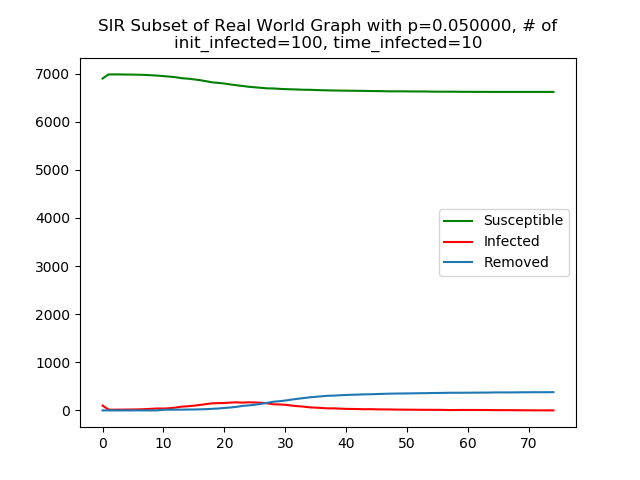 SIR Subset of Real World Graph with p=0.050000, # of
init_infected=100, time_infected=10
7000
6000
5000
4000
3000
2000
1000
0
Susceptible
Infected
Removed
0 10 20 30 40 50 60 70